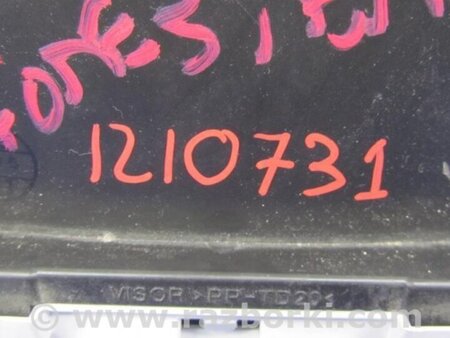 FORESTER
1210731
VISOR >PP-TD20<
www.razborki.com